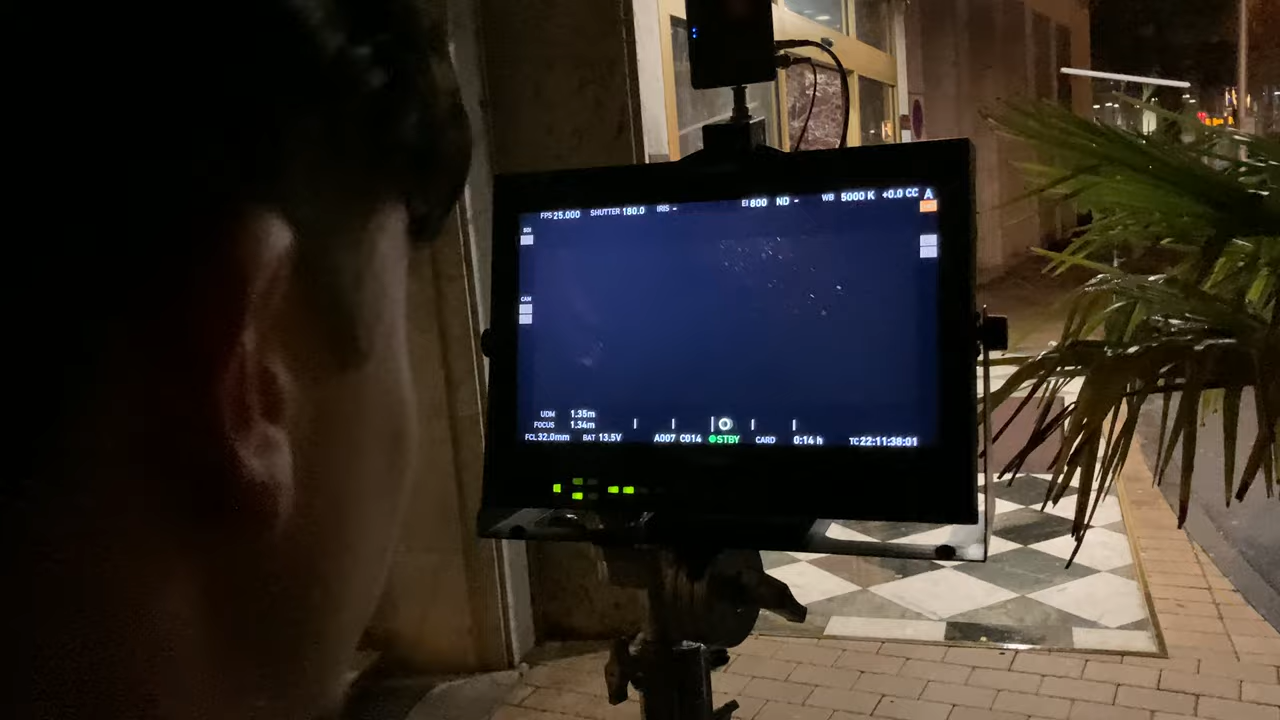 FPS 25.000 SHUTTER 180.0 IRIS - EI 800 ND - WB 5000 K +0.0 CC A
CAM
UDM 1.35m
FOCUS 1.34m
FCL 32.0mm BAT 13.5V A007 C014 STBY CARD 0:14 h TC 22:11:38:01